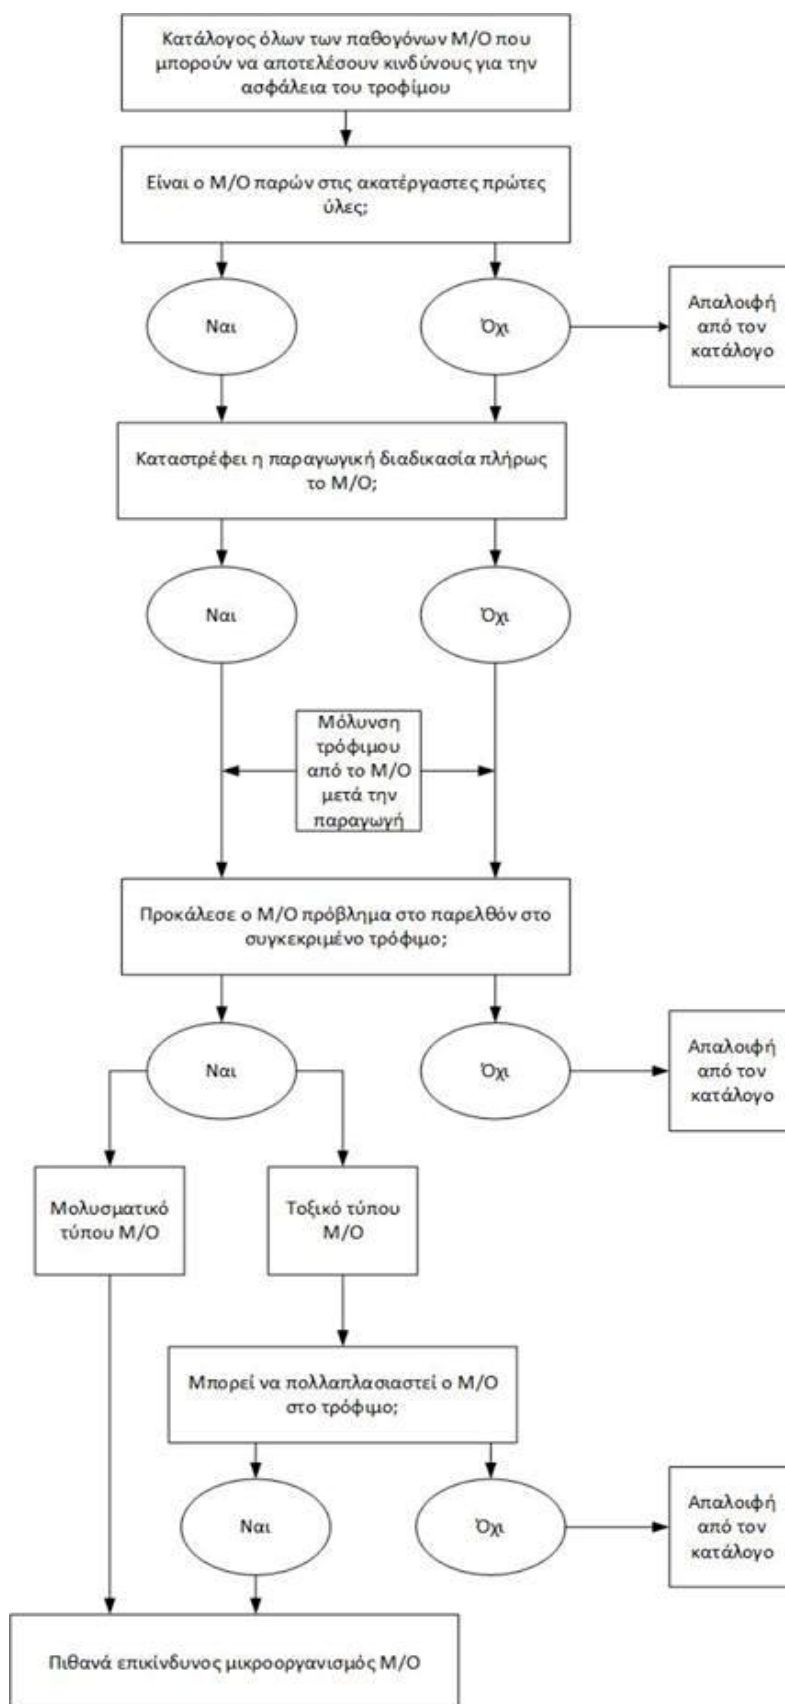 Κατάλογος όλων των παθογόνων Μ/Ο που
μπορούν να αποτελέσουν κινδύνους για την
ασφάλεια του τροφίμου
Είναι ο Μ/Ο παρών στις ακατέργαστες πρώτες
ύλες;
Ναι
Όχι
Απαλοιφή
από τον
κατάλογο
Καταστρέφει η παραγωγική διαδικασία πλήρως
το Μ/Ο;
Ναι
Όχι
Μόλυνση
τρόφιμου
από το Μ/Ο
μετά την
παραγωγή
Προκάλεσε ο Μ/Ο πρόβλημα στο παρελθόν στο
συγκεκριμένο τρόφιμο;
Ναι
Όχι
Απαλοιφή
από τον
κατάλογο
Μολυσματικό
τύπου Μ/Ο
Τοξικό τύπου
Μ/Ο
Μπορεί να πολλαπλασιαστεί ο Μ/Ο
στο τρόφιμο;
Ναι
Όχι
Απαλοιφή
από τον
κατάλογο
Πιθανά επικίνδυνος μικροοργανισμός Μ/Ο